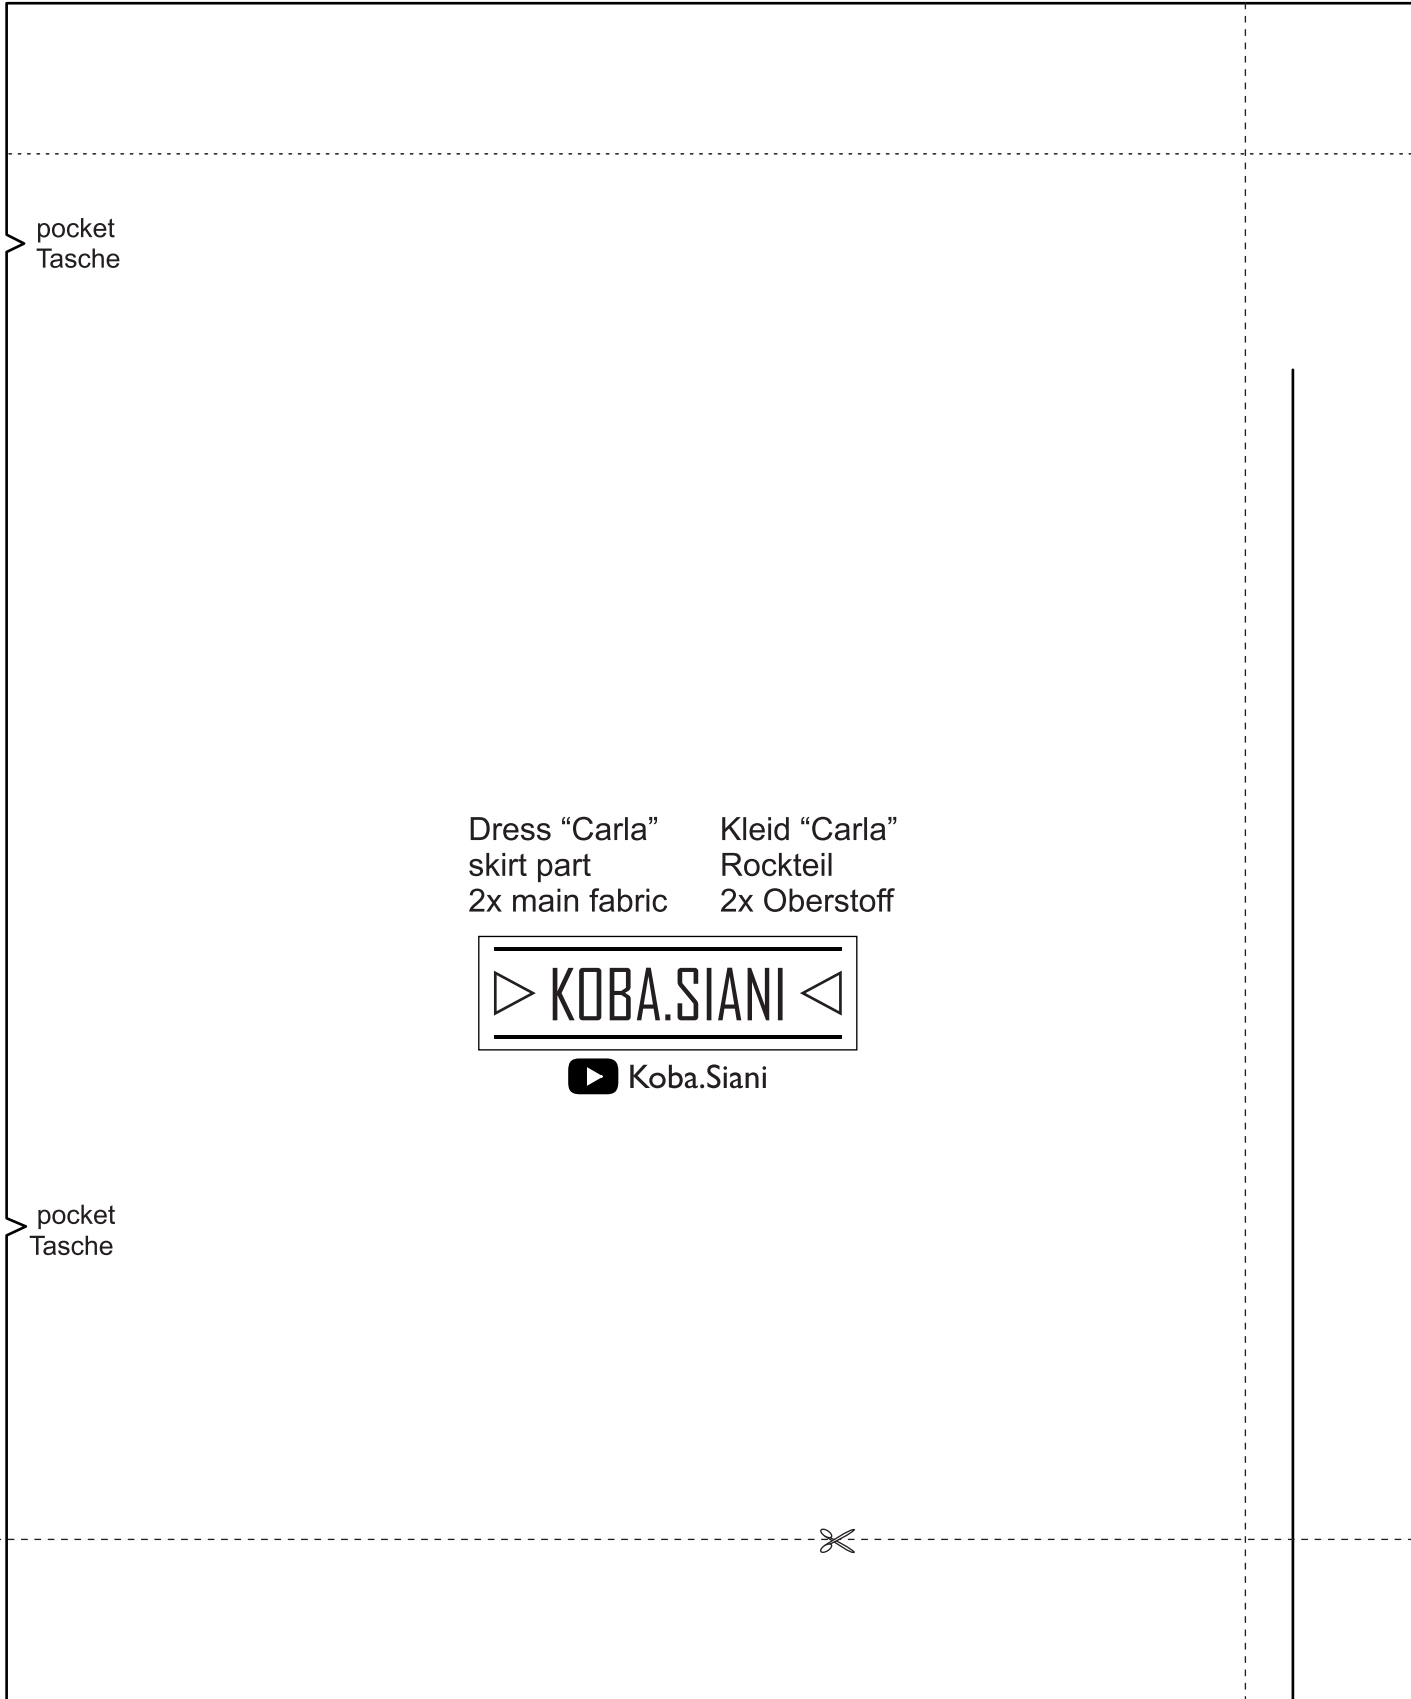 pocket
Tasche
Dress “Carla”
skirt part
2x main fabric
Kleid “Carla”
Rockteil
2x Oberstoff
KOBA.SIANI
Koba.Siani
pocket
Tasche